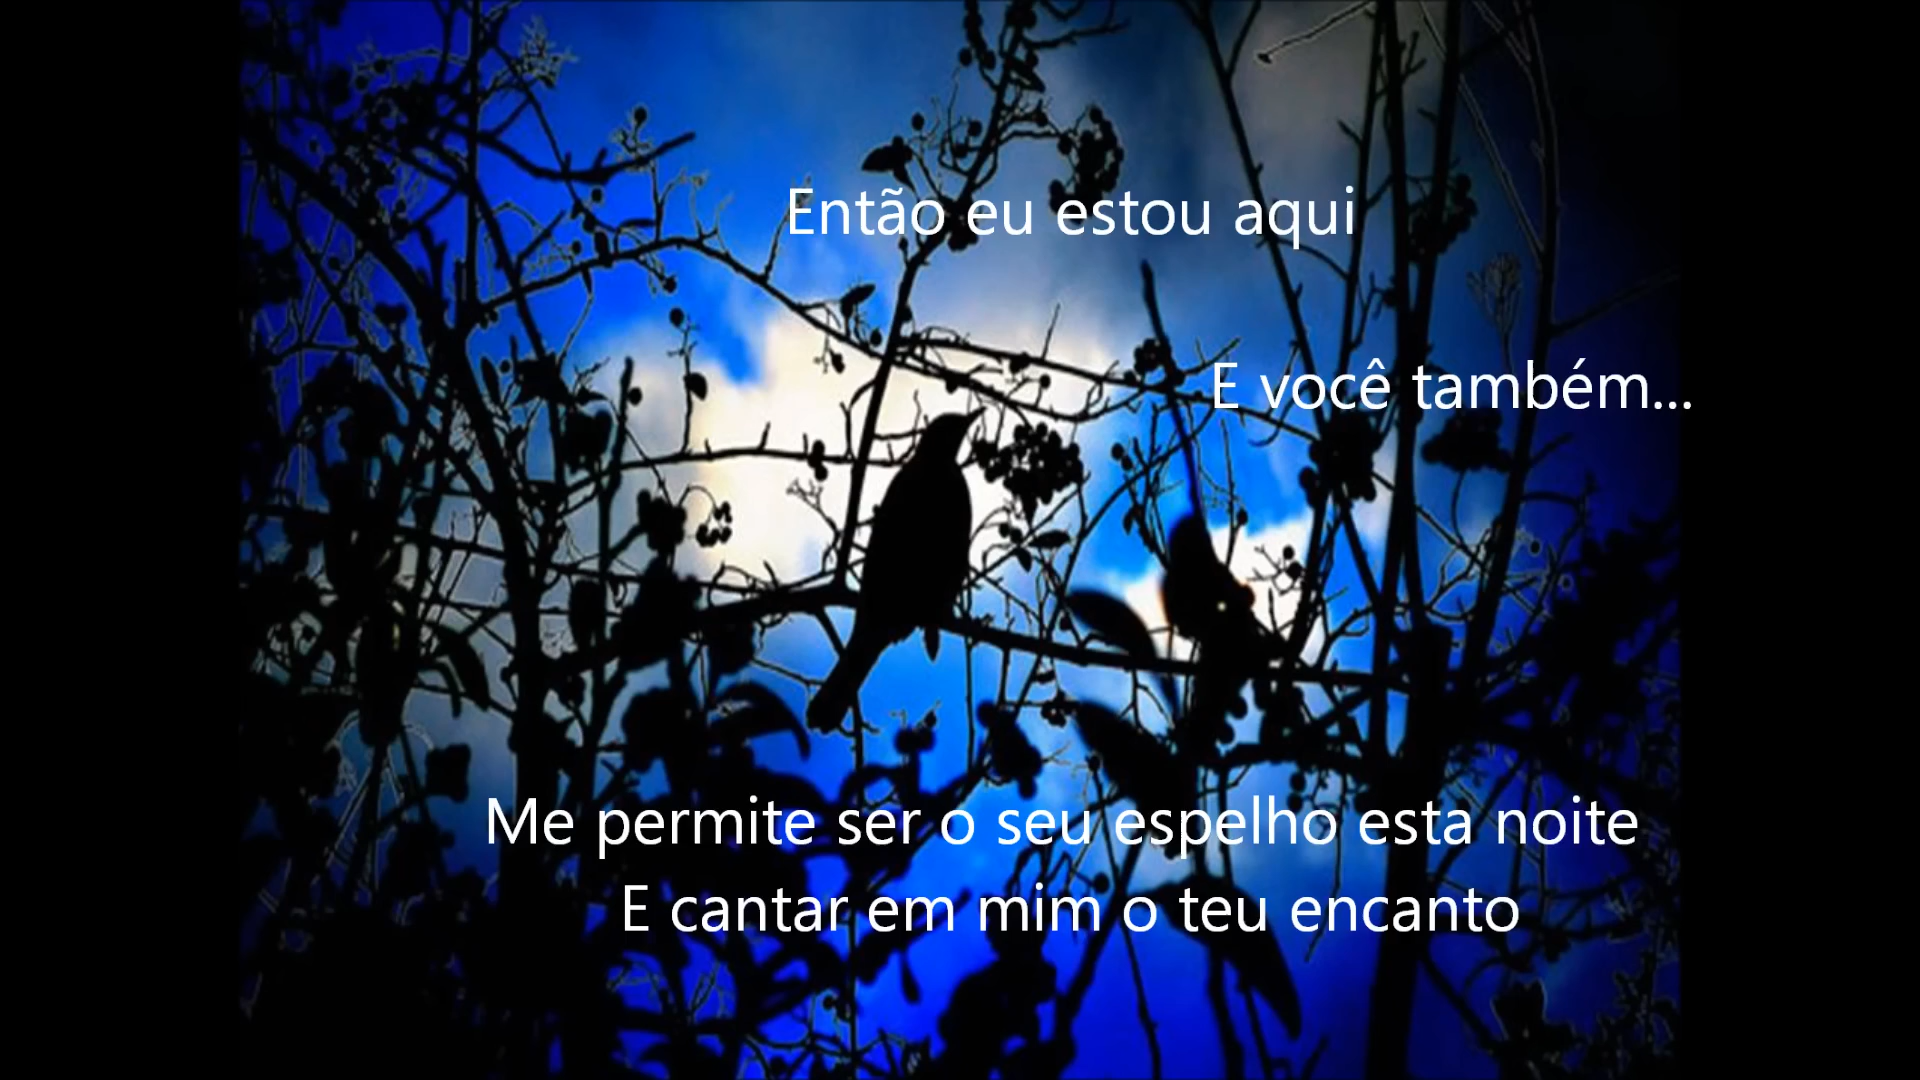 Então eu estou aqui
E você também...
Me permite ser o seu espelho esta noite
E cantar em mim o teu encanto